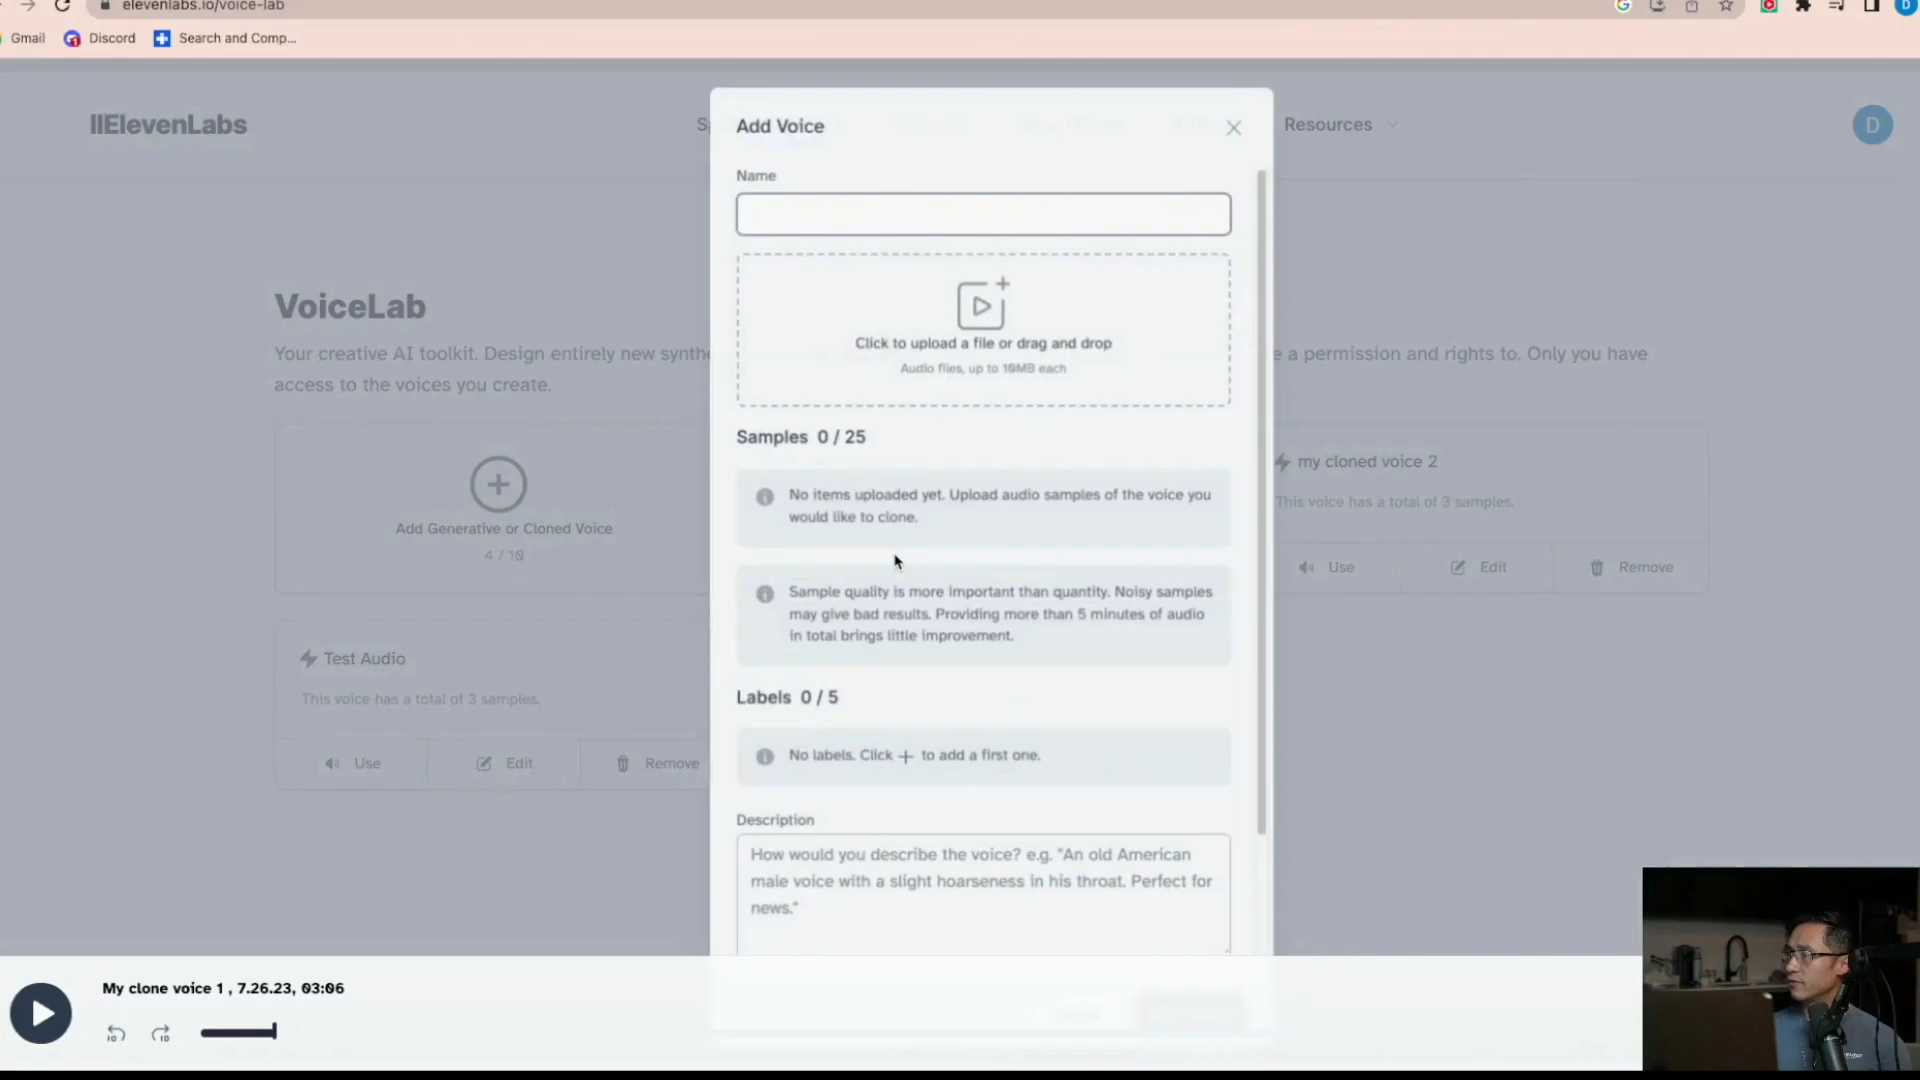 elevenlabs.io/voice-lab
Gmail
Discord
Search and Comp...
IIElevenLabs
Resources
D
Add Voice
Name
Click to upload a file or drag and drop
Audio files, up to 10MB each
Samples 0 / 25
No items uploaded yet. Upload audio samples of the voice you
would like to clone.
Sample quality is more important than quantity. Noisy samples
may give bad results. Providing more than 5 minutes of audio
in total brings little improvement.
Labels 0 / 5
No labels. Click + to add a first one.
Description
How would you describe the voice? e.g. "An old American
male voice with a slight hoarseness in his throat. Perfect for
news."
VoiceLab
Your creative AI toolkit. Design entirely new synthe
e a permission and rights to. Only you have
access to the voices you create.
Add Generative or Cloned Voice
4 / 10
my cloned voice 2
This voice has a total of 3 samples.
Use
Edit
Remove
Test Audio
This voice has a total of 3 samples.
Use
Edit
Remove
My clone voice 1 , 7.26.23, 03:06
10
10